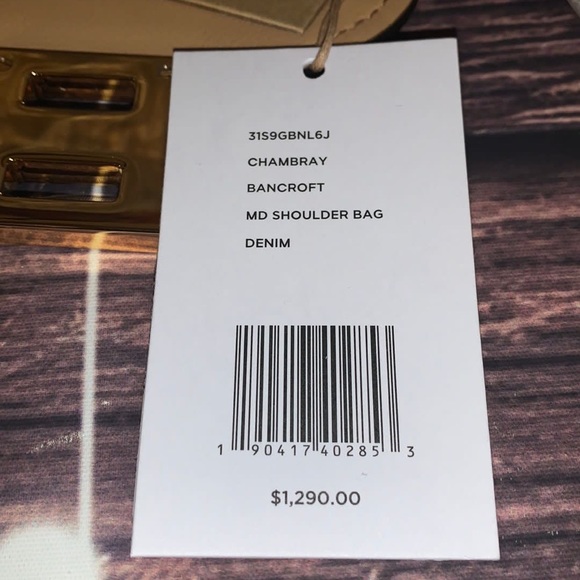 31S9GBNL6J
CHAMBRAY
BANCROFT
MD SHOULDER BAG
DENIM
1 90417 40285 3
$1,290.00